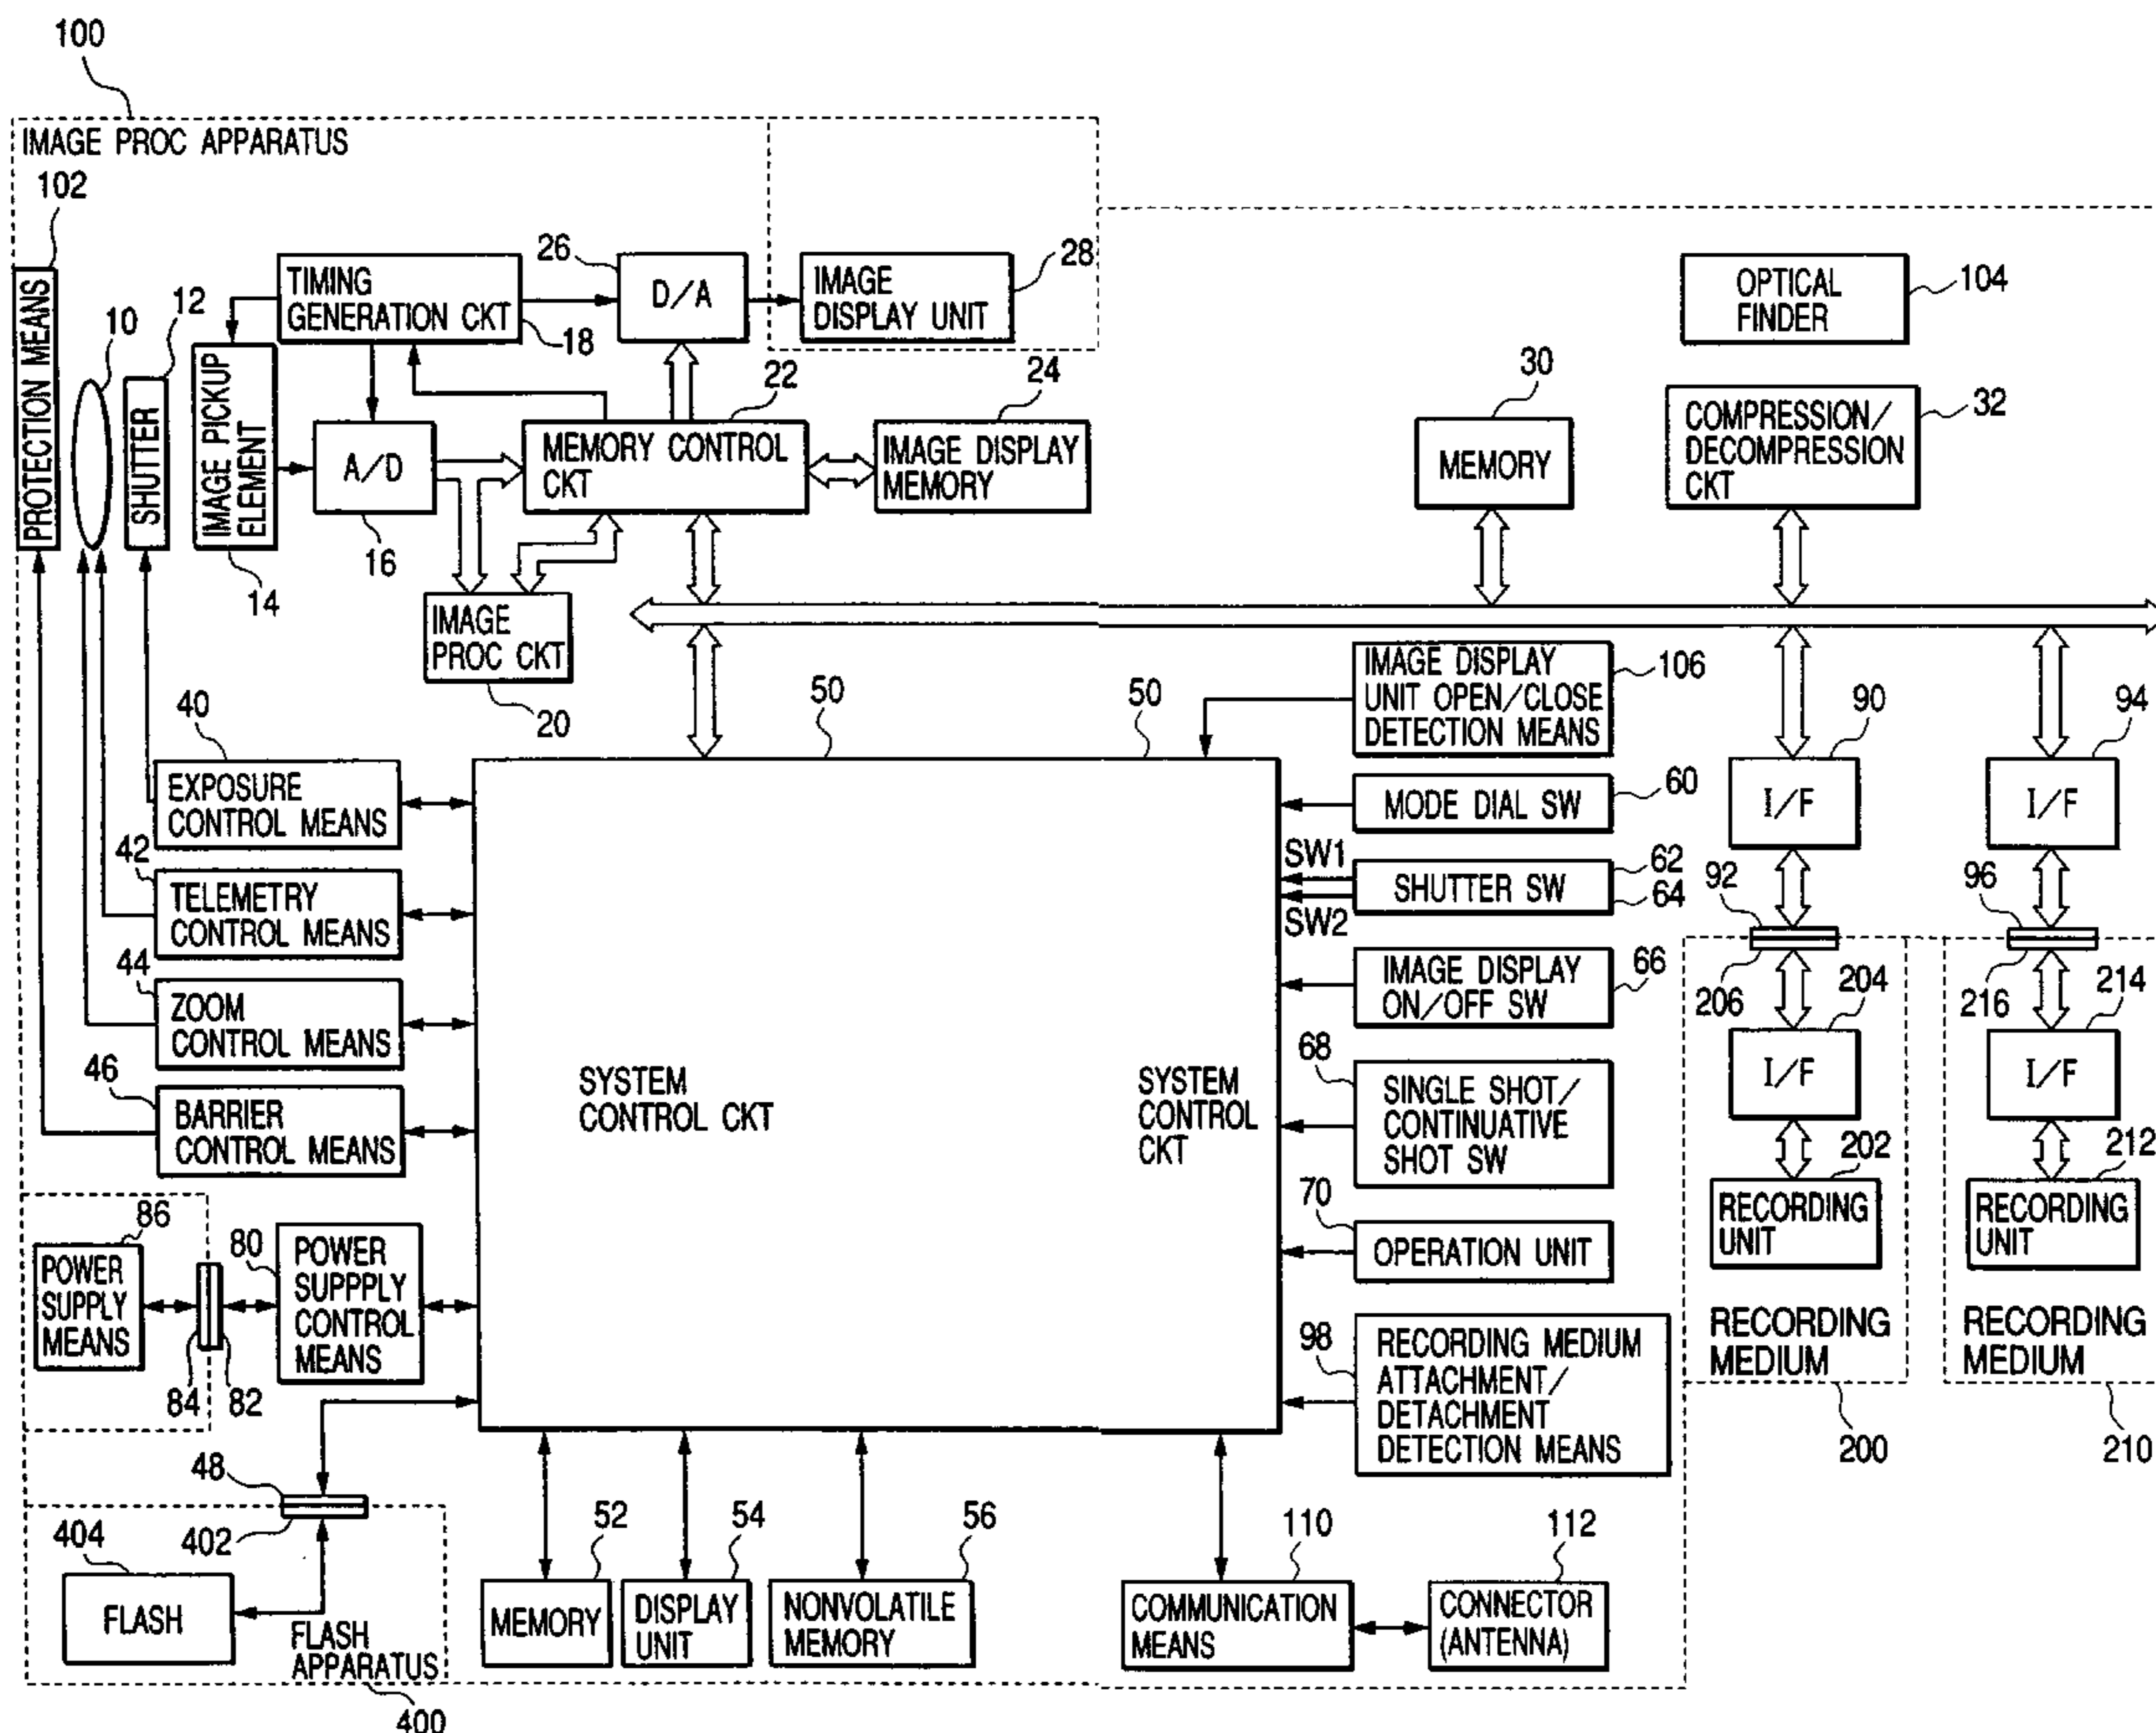 100
IMAGE PROC APPARATUS
102
PROTECTION MEANS
10
12
SHUTTER
IMAGE PICKUP
ELEMENT
14
TIMING
GENERATION CKT
18
26
D/A
IMAGE
DISPLAY UNIT
28
A/D
16
22
MEMORY CONTROL
CKT
24
IMAGE DISPLAY
MEMORY
IMAGE
PROC CKT
20
30
MEMORY
OPTICAL
FINDER
104
COMPRESSION/
DECOMPRESSION
CKT
32
40
EXPOSURE
CONTROL MEANS
42
TELEMETRY
CONTROL MEANS
44
ZOOM
CONTROL MEANS
46
BARRIER
CONTROL MEANS
50
50
SYSTEM
CONTROL CKT
SYSTEM
CONTROL
CKT
IMAGE DISPLAY
UNIT OPEN/CLOSE
DETECTION MEANS
106
MODE DIAL SW
60
SW1
SHUTTER SW
62
64
SW2
IMAGE DISPLAY
ON/OFF SW
66
68
SINGLE SHOT/
CONTINUATIVE
SHOT SW
70
OPERATION UNIT
98
RECORDING MEDIUM
ATTACHMENT/
DETACHMENT
DETECTION MEANS
90
I/F
92
206
204
I/F
202
RECORDING
UNIT
RECORDING
MEDIUM
200
94
I/F
96
216
214
I/F
212
RECORDING
UNIT
RECORDING
MEDIUM
210
86
POWER
SUPPLY
MEANS
84
82
80
POWER
SUPPPLY
CONTROL
MEANS
48
402
404
FLASH
FLASH
APPARATUS
400
52
MEMORY
54
DISPLAY
UNIT
56
NONVOLATILE
MEMORY
110
COMMUNICATION
MEANS
112
CONNECTOR
(ANTENNA)